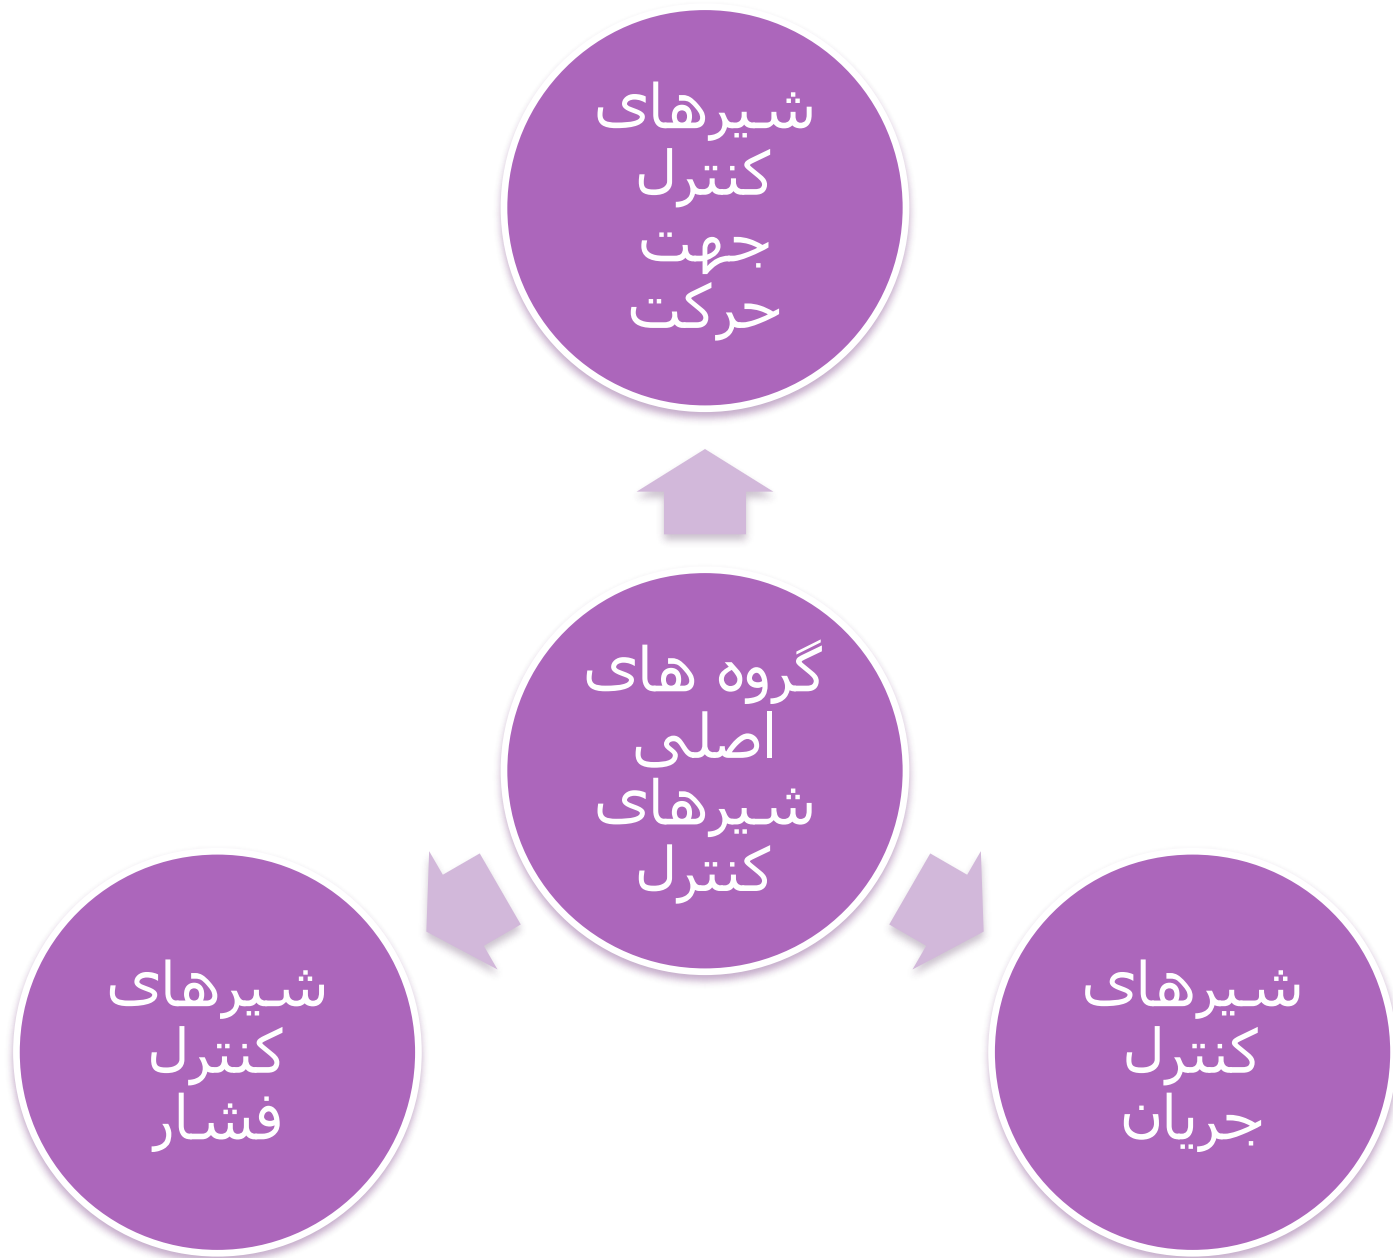 شیرهای
کنترل
جهت
حرکت
گروه های
اصلی
شیرهای
کنترل
شیرهای
کنترل
جریان
شیرهای
کنترل
فشار